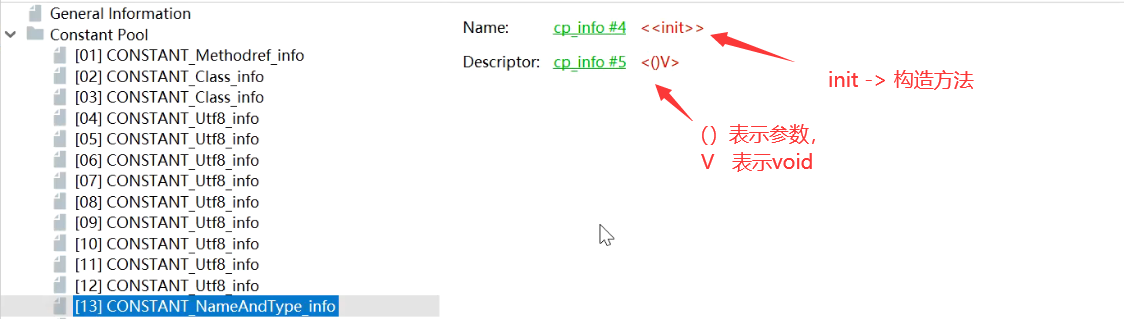 General Information
Constant Pool
[01] CONSTANT_Methodref_info
[02] CONSTANT_Class_info
[03] CONSTANT_Class_info
[04] CONSTANT_Utf8_info
[05] CONSTANT_Utf8_info
[06] CONSTANT_Utf8_info
[07] CONSTANT_Utf8_info
[08] CONSTANT_Utf8_info
[09] CONSTANT_Utf8_info
[10] CONSTANT_Utf8_info
[11] CONSTANT_Utf8_info
[12] CONSTANT_Utf8_info
[13] CONSTANT_NameAndType_info
Name: cp_info #4 <<init>>
Descriptor: cp_info #5 <()V>
init -> 构造方法
() 表示参数,
V 表示void